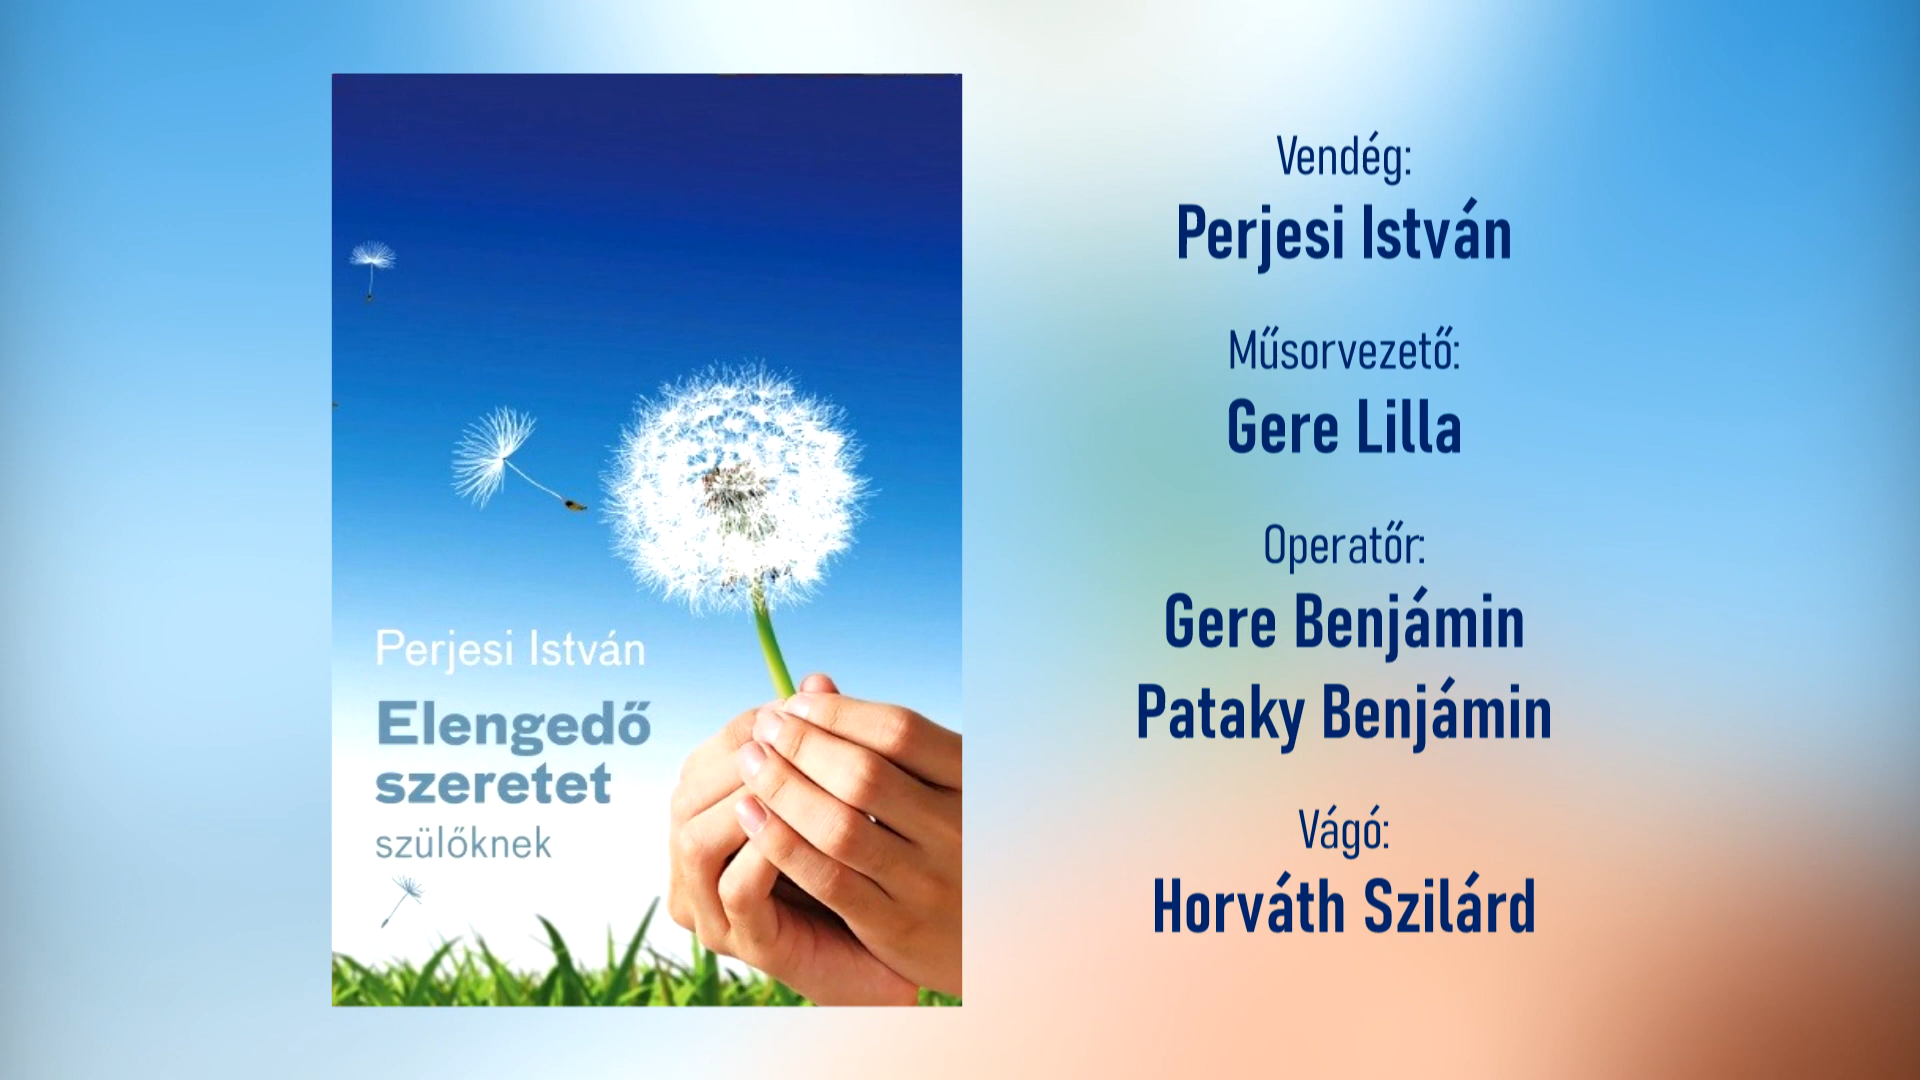 Perjesi István
Elengedő
szeretet
szülőknek
Vendég:
Perjesi István
Műsorvezető:
Gere Lilla
Operatőr:
Gere Benjámin
Pataky Benjámin
Vágó:
Horváth Szilárd